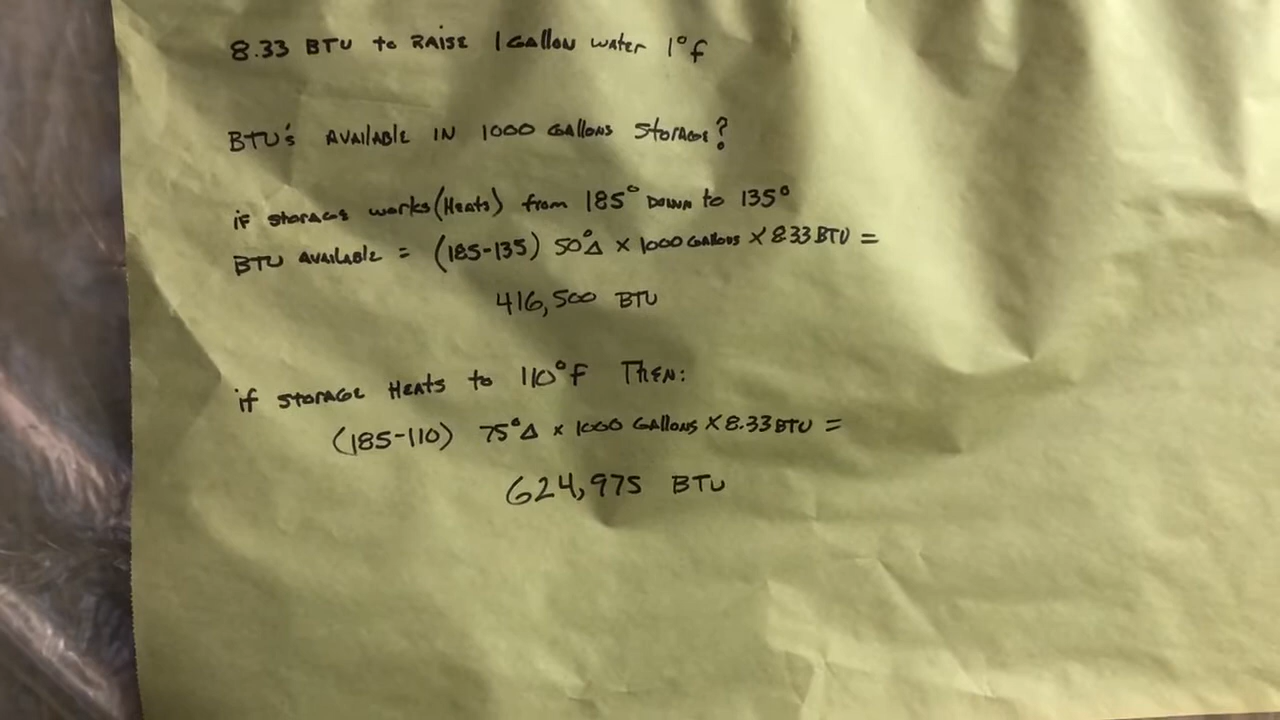 8.33 BTU to RAISE 1 GALLON water 1°f
BTU's AVAILABLE IN 1000 GALLONS STORAGE?
if STORAGE works (Heats) from 185° DOWN to 135°
BTU AVAILABLE = (185-135) 50°Δ x 1000 GALLONS x 8.33 BTU =
416,500 BTU
if STORAGE HEATS to 110°F THEN:
(185-110) 75°Δ x 1000 GALLONS x 8.33 BTU =
624,975 BTU